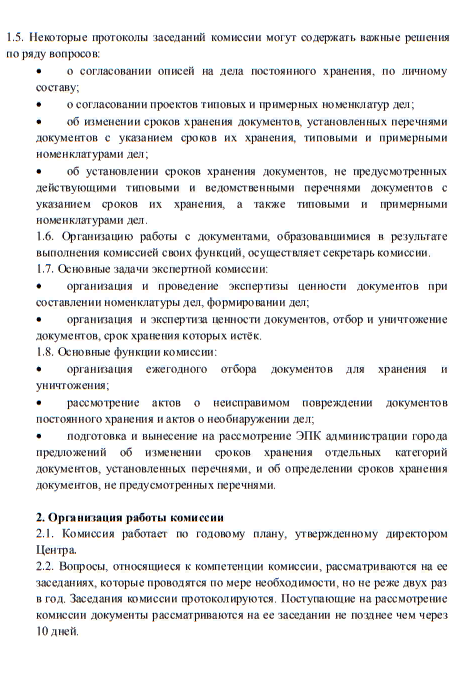 1.5. Некоторые протоколы заседаний комиссии могут содержать важные решения
по ряду вопросов:
• о согласовании описей на дела постоянного хранения, по личному
составу;
• о согласовании проектов типовых и примерных номенклатур дел;
• об изменении сроков хранения документов, установленных перечнями
документов с указанием сроков их хранения, типовыми и примерными
номенклатурами дел;
• об установлении сроков хранения документов, не предусмотренных
действующими типовыми и ведомственными перечнями документов с
указанием сроков их хранения, а также типовыми и примерными
номенклатурами дел.
1.6. Организацию работы с документами, образовавшимися в результате
выполнения комиссией своих функций, осуществляет секретарь комиссии.
1.7. Основные задачи экспертной комиссии:
• организация и проведение экспертизы ценности документов при
составлении номенклатуры дел, формировании дел;
• организация и экспертиза ценности документов, отбор и уничтожение
документов, срок хранения которых истёк.
1.8. Основные функции комиссии:
• организация ежегодного отбора документов для хранения и
уничтожения;
• рассмотрение актов о неисправимом повреждении документов
постоянного хранения и актов о необнаружении дел;
• подготовка и вынесение на рассмотрение ЭПК администрации города
предложений об изменении сроков хранения отдельных категорий
документов, установленных перечнями, и об определении сроков хранения
документов, не предусмотренных перечнями.
2. Организация работы комиссии
2.1. Комиссия работает по годовому плану, утвержденному директором
Центра.
2.2. Вопросы, относящиеся к компетенции комиссии, рассматриваются на ее
заседаниях, которые проводятся по мере необходимости, но не реже двух раз
в год. Заседания комиссии протоколируются. Поступающие на рассмотрение
комиссии документы рассматриваются на ее заседании не позднее чем через
10 дней.